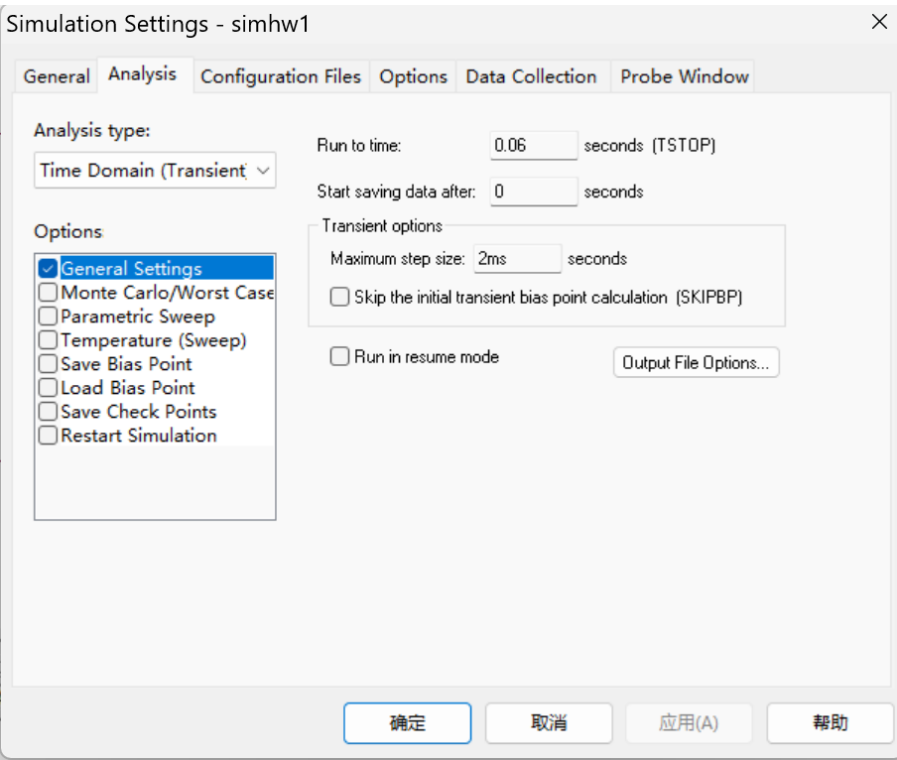 Simulation Settings - simhw1
General Analysis Configuration Files Options Data Collection Probe Window
Analysis type:
Time Domain (Transient)
Options
General Settings
Monte Carlo/Worst Case
Parametric Sweep
Temperature (Sweep)
Save Bias Point
Load Bias Point
Save Check Points
Restart Simulation
Run to time: 0.06 seconds (TSTOP)
Start saving data after: 0 seconds
Transient options
Maximum step size: 2ms seconds
Skip the initial transient bias point calculation (SKIPBP)
Run in resume mode
Output File Options...
确定 取消 应用(A) 帮助